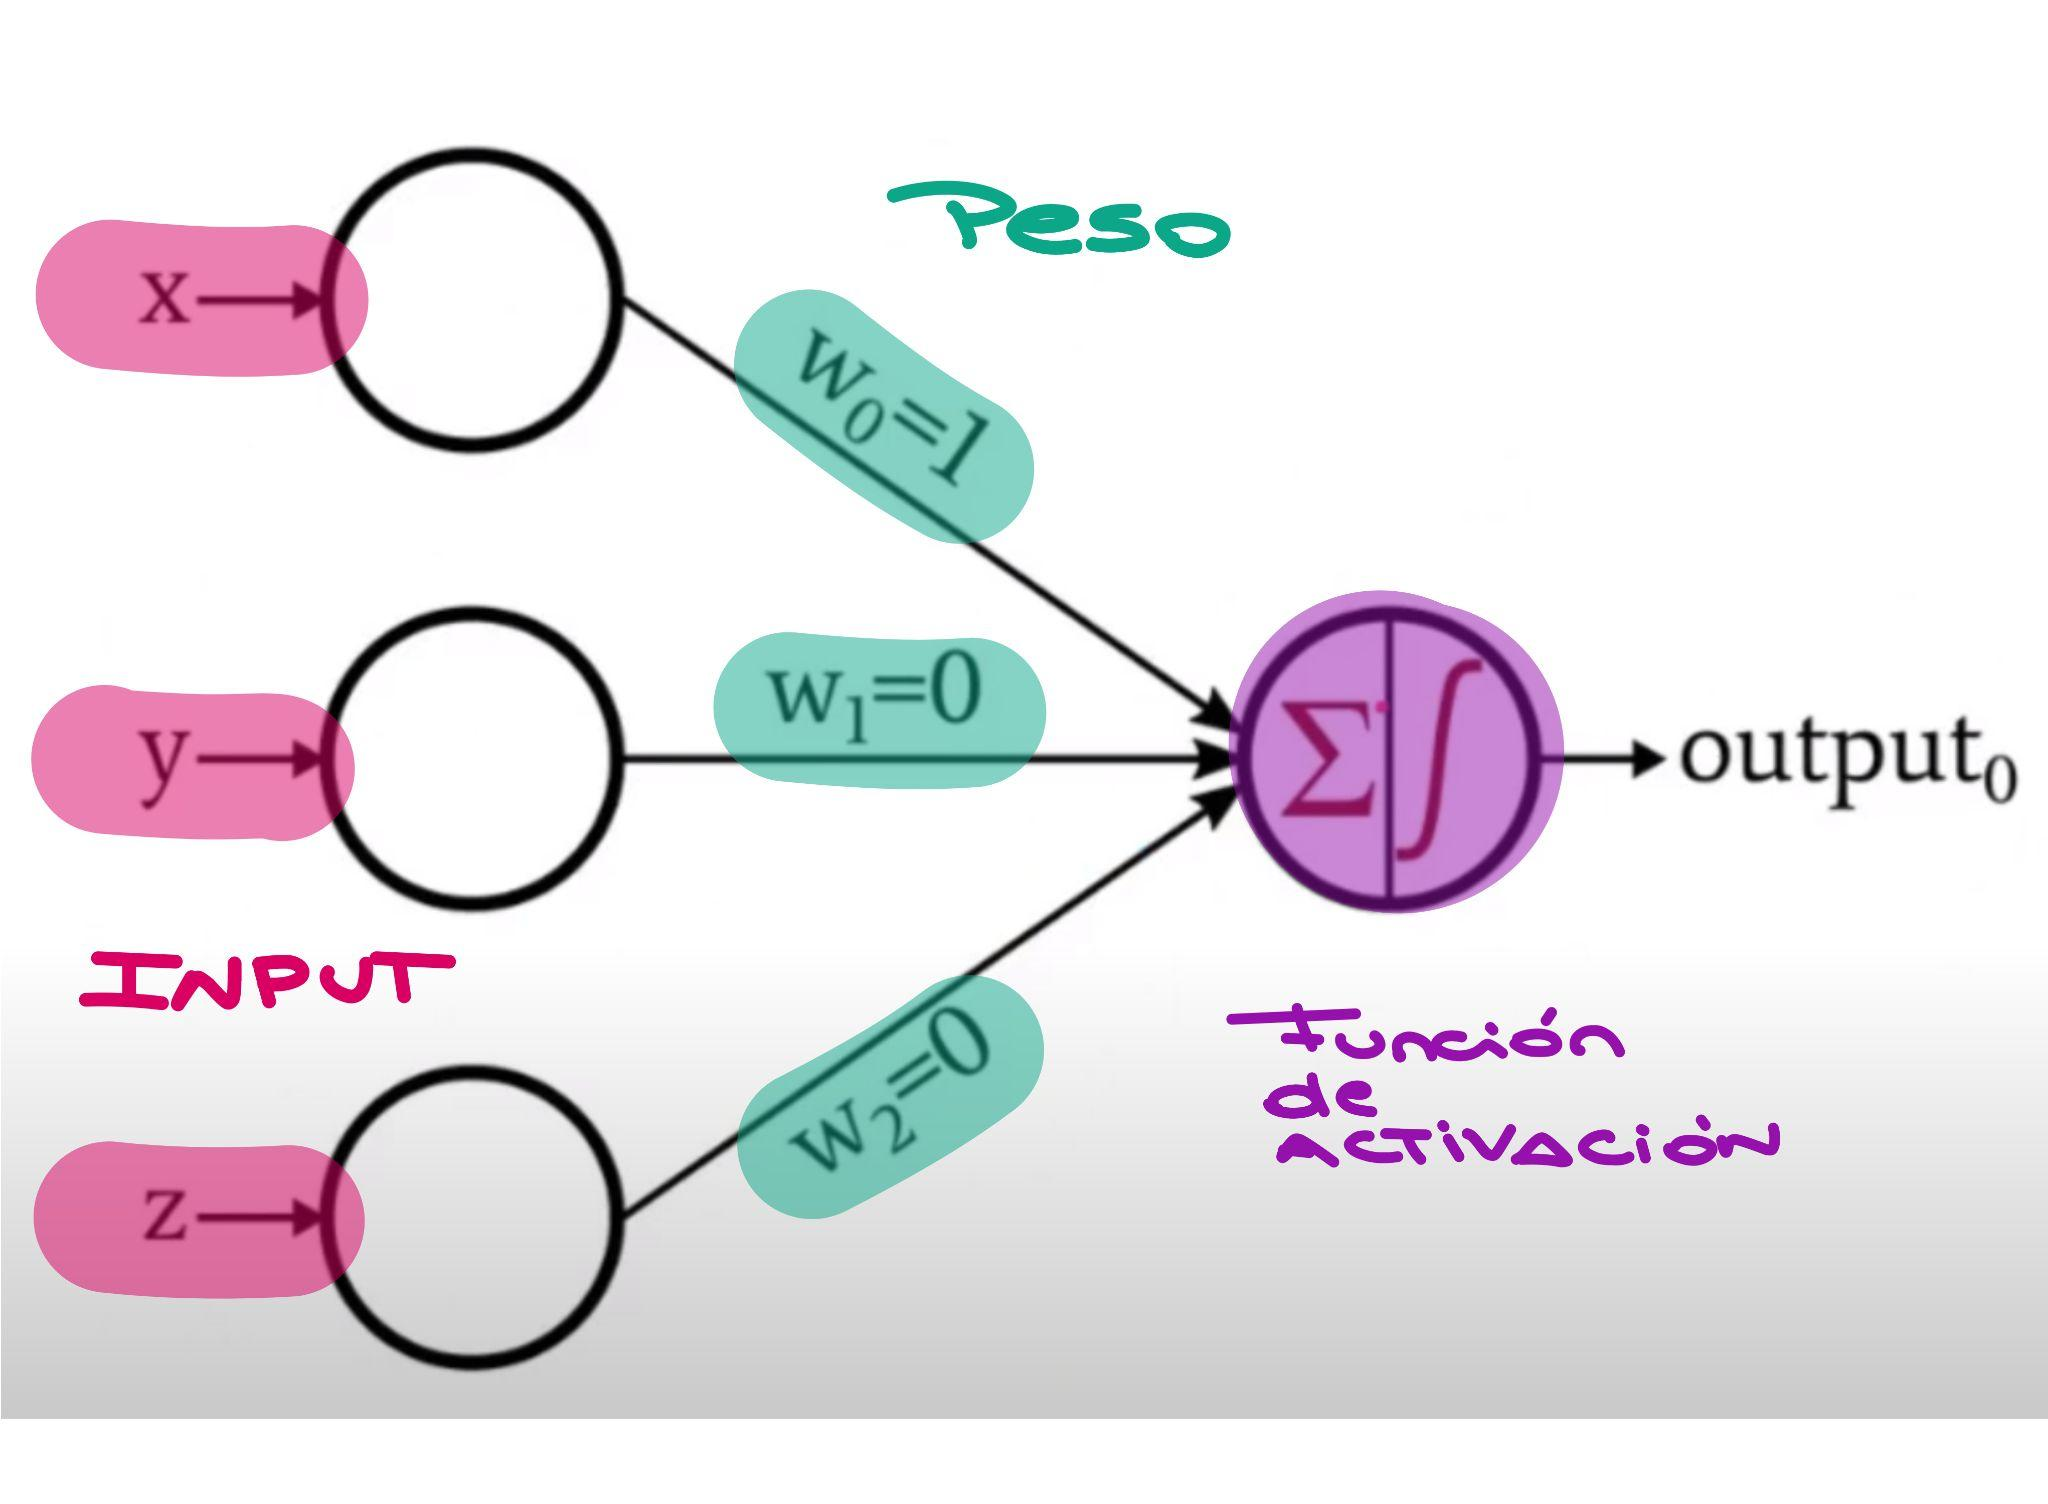 Peso
x
w₀=1
y
w₁=0
Σ ∫
output₀
INPUT
Función
de
ACTIVACIÓN
z
w₂=0